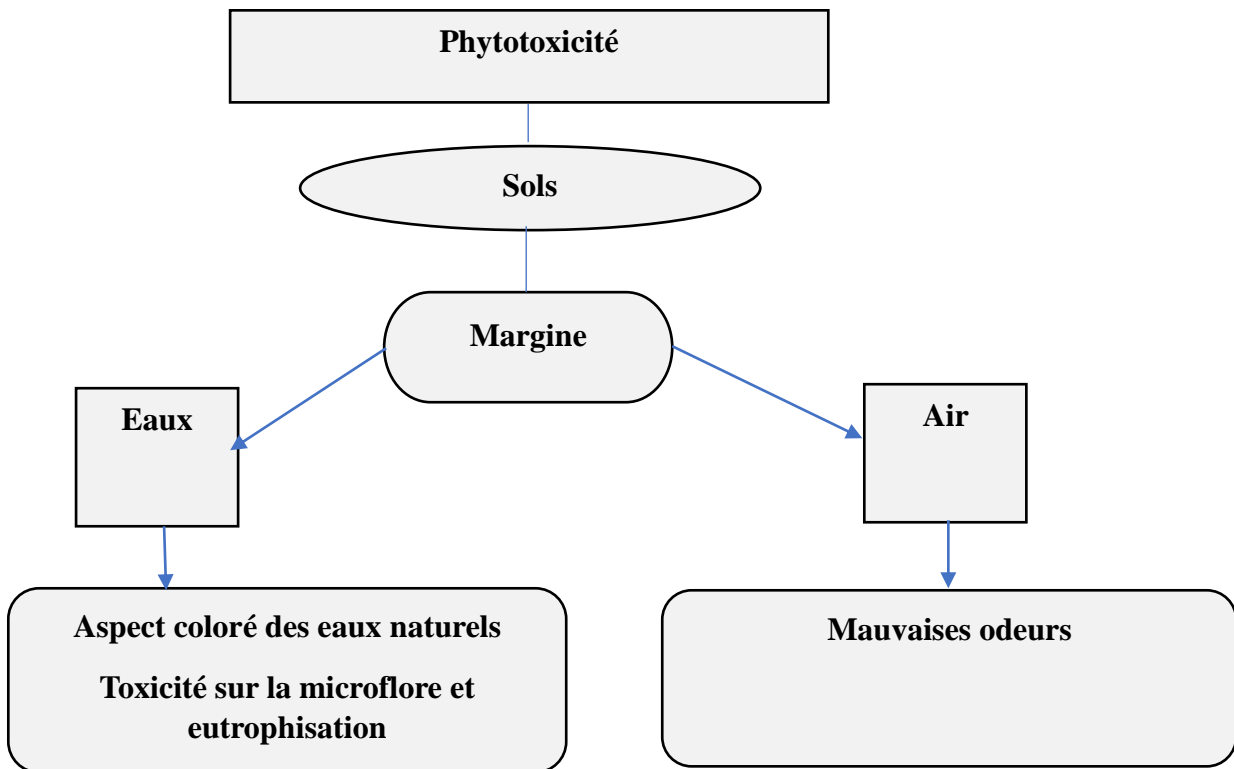 Phytotoxicité
Sols
Margine
Eaux
Air
Aspect coloré des eaux naturels
Toxicité sur la microflore et
eutrophisation
Mauvaises odeurs